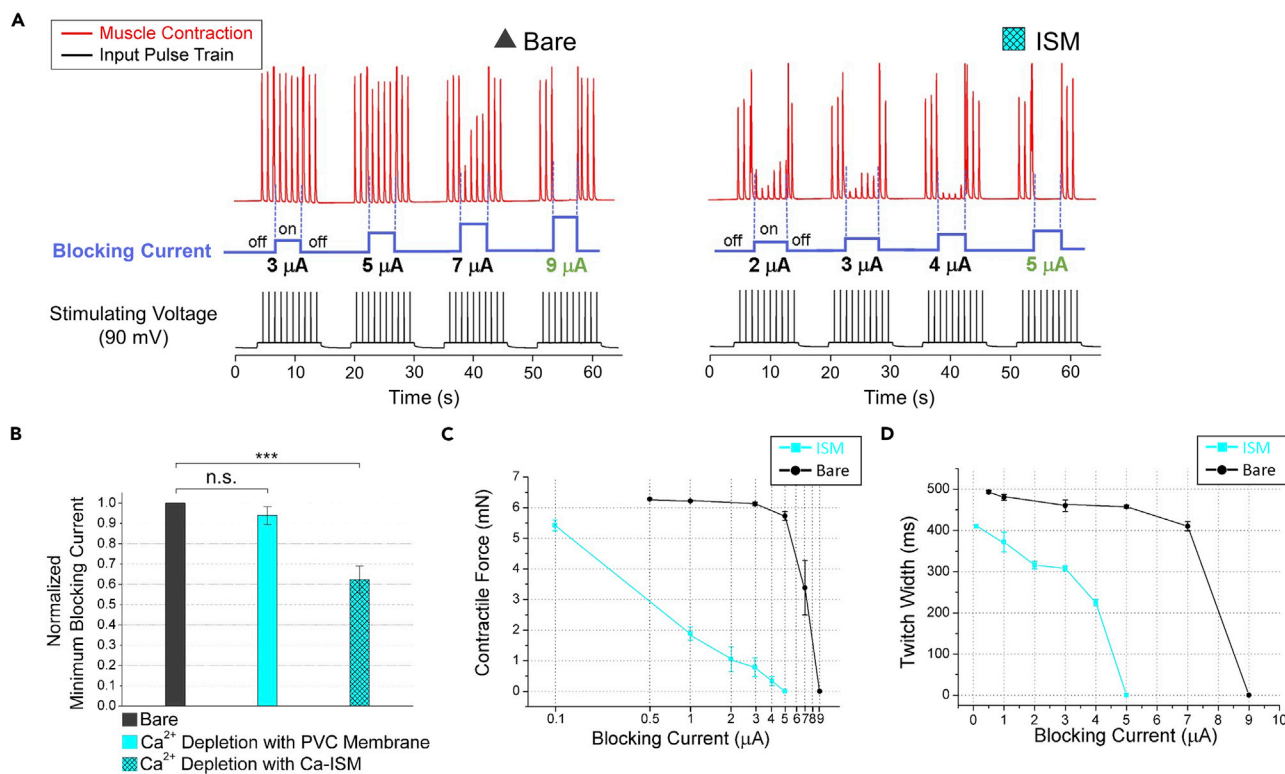 A
Muscle Contraction
Input Pulse Train
Bare
ISM
off on off
off on off
Blocking Current
3 μA 5 μA 7 μA 9 μA
2 μA 3 μA 4 μA 5 μA
Stimulating Voltage
(90 mV)
0 10 20 30 40 50 60
0 10 20 30 40 50 60
Time (s)
Time (s)
B
***
n.s.
Normalized
Minimum Blocking Current
1.0
0.9
0.8
0.7
0.6
0.5
0.4
0.3
0.2
0.1
0.0
Bare
Ca2+ Depletion with PVC Membrane
Ca2+ Depletion with Ca-ISM
C
ISM
Bare
Contractile Force (mN)
7
6
5
4
3
2
1
0
0.1 0.5 1 2 3 4 5 6 7 8 9
Blocking Current (μA)
D
ISM
Bare
Twitch Width (ms)
500
400
300
200
100
0
0 1 2 3 4 5 6 7 8 9 10
Blocking Current (μA)